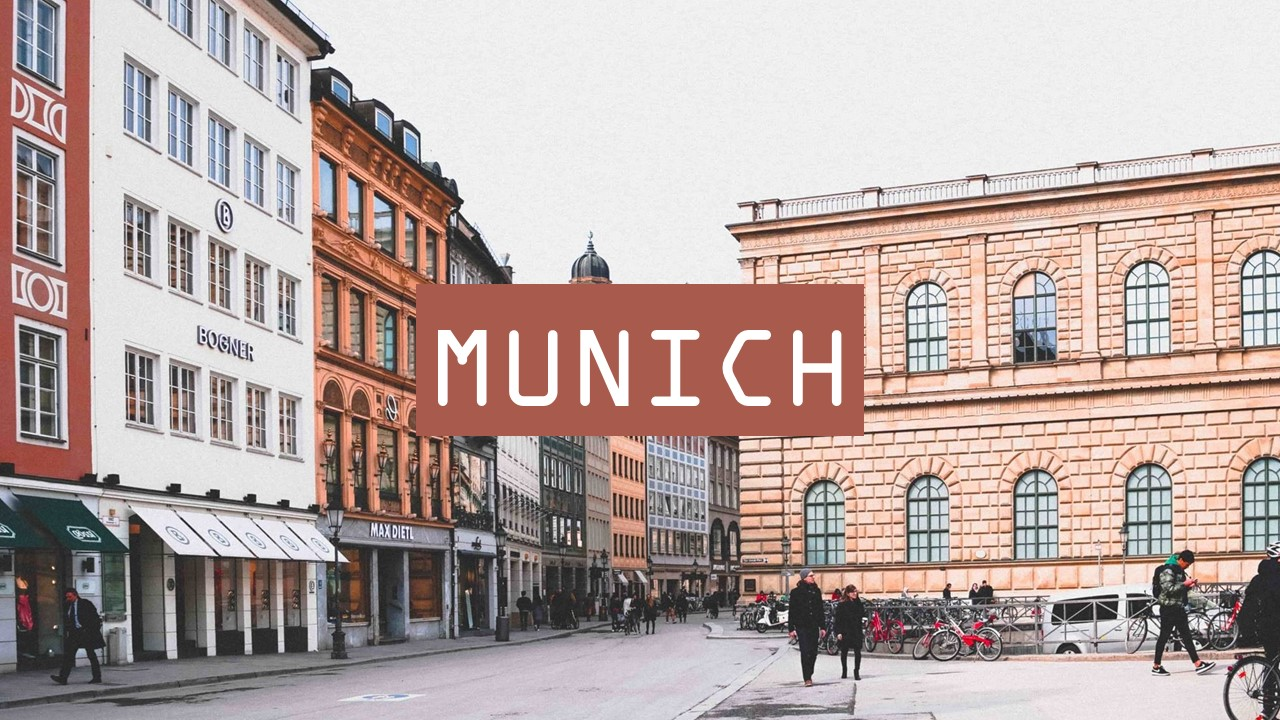 B
BOGNER
MUNICH
MAX DIETL